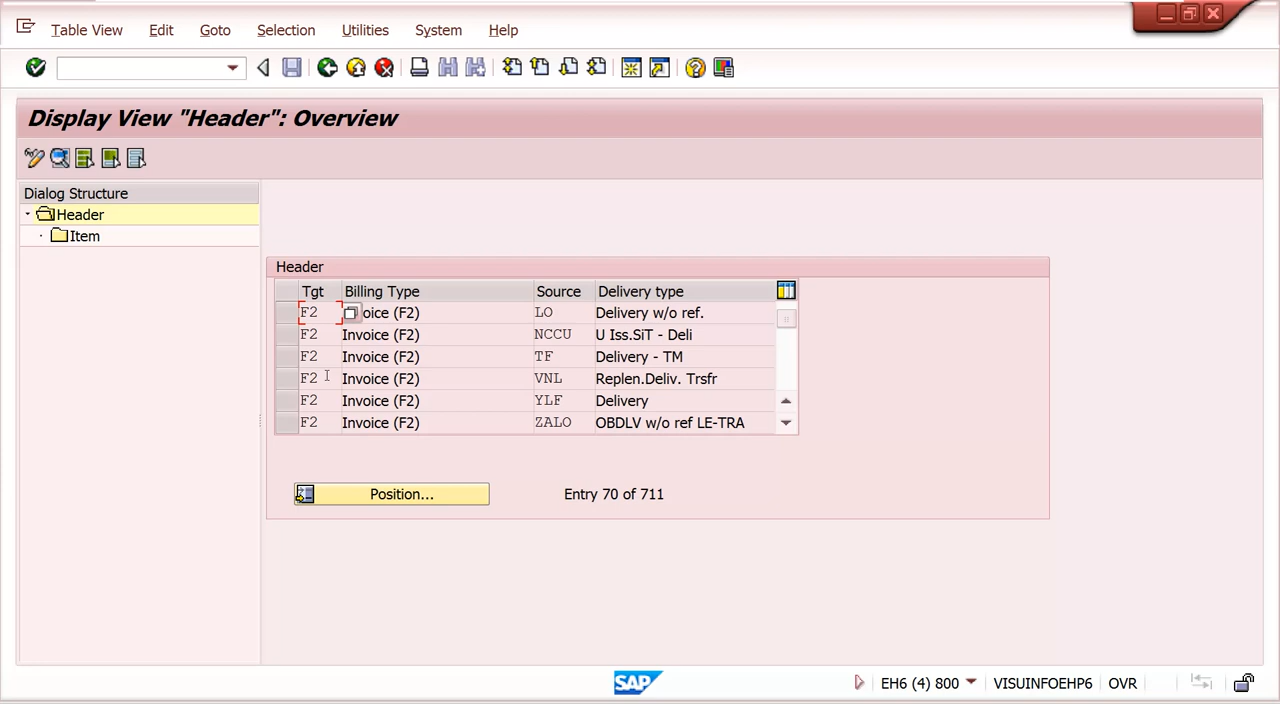 Table View Edit Goto Selection Utilities System Help
Display View "Header": Overview
Dialog Structure
Header
Item
Header
Tgt Billing Type Source Delivery type
F2 oice (F2) LO Delivery w/o ref.
F2 Invoice (F2) NCCU U Iss.SiT - Deli
F2 Invoice (F2) TF Delivery - TM
F2 Invoice (F2) VNL Replen.Deliv. Trsfr
F2 Invoice (F2) YLF Delivery
F2 Invoice (F2) ZALO OBDLV w/o ref LE-TRA
Position... Entry 70 of 711
SAP EH6 (4) 800 VISUINFOEHP6 OVR